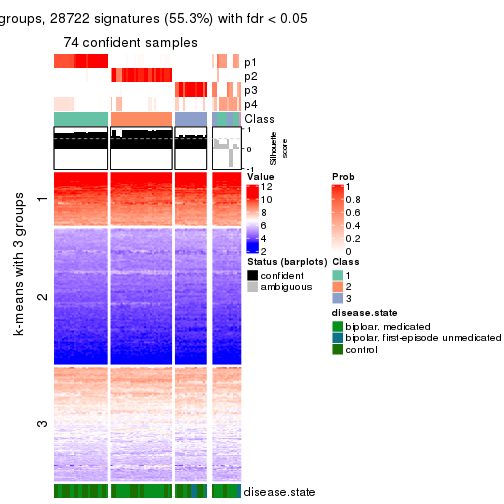 groups, 28722 signatures (55.3%) with fdr < 0.05
74 confident samples
p1
p2
p3
p4
Class
1
0
-1
Silhouette
score
k-means with 3 groups
1
2
3
Value
12
10
8
6
4
2
Prob
1
0.8
0.6
0.4
0.2
0
Status (barplots)
confident
ambiguous
Class
1
2
3
disease.state
biploar. medicated
bipolar. first-episode unmedicated
control
disease.state